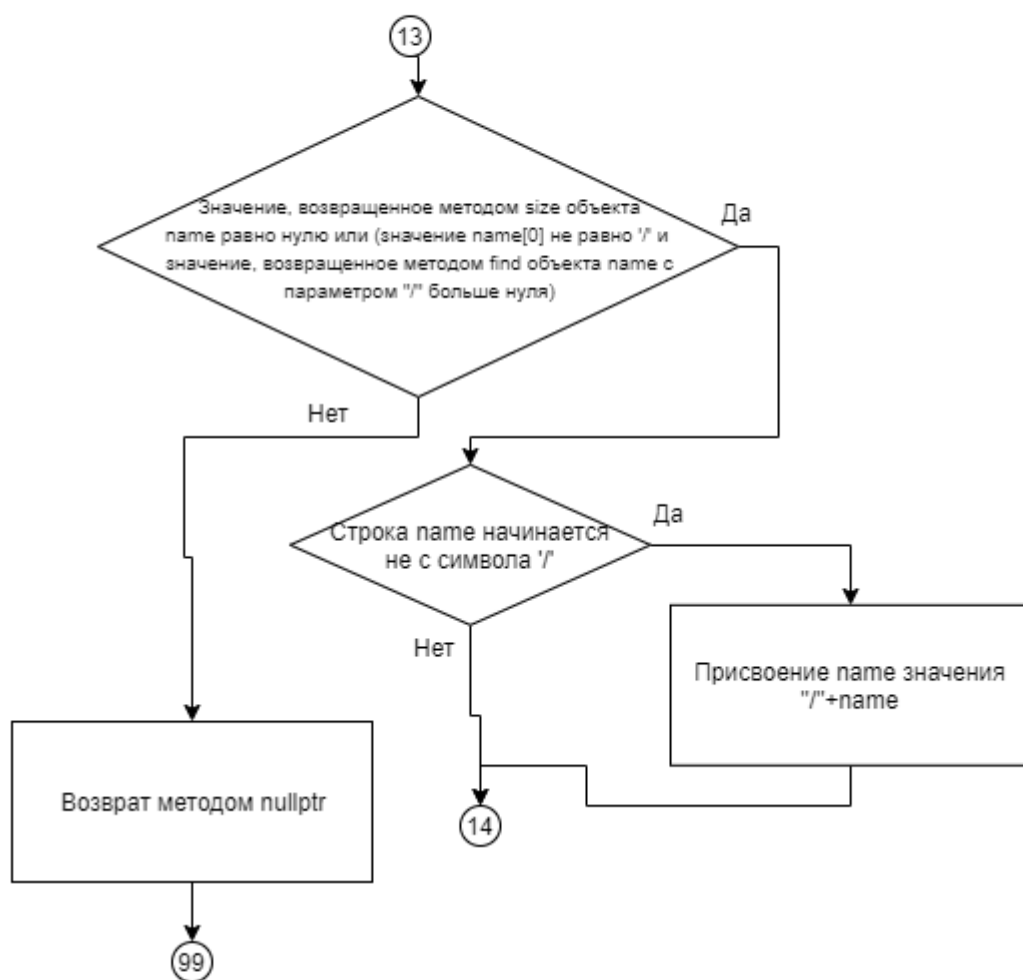 13
Значение, возвращенное методом size объекта
name равно нулю или (значение name[0] не равно '/' и
значение, возвращенное методом find объекта name с
параметром "/" больше нуля)
Да
Нет
Строка name начинается
не с символа '/'
Да
Нет
Присвоение name значения
"/"+name
Возврат методом nullptr
14
99